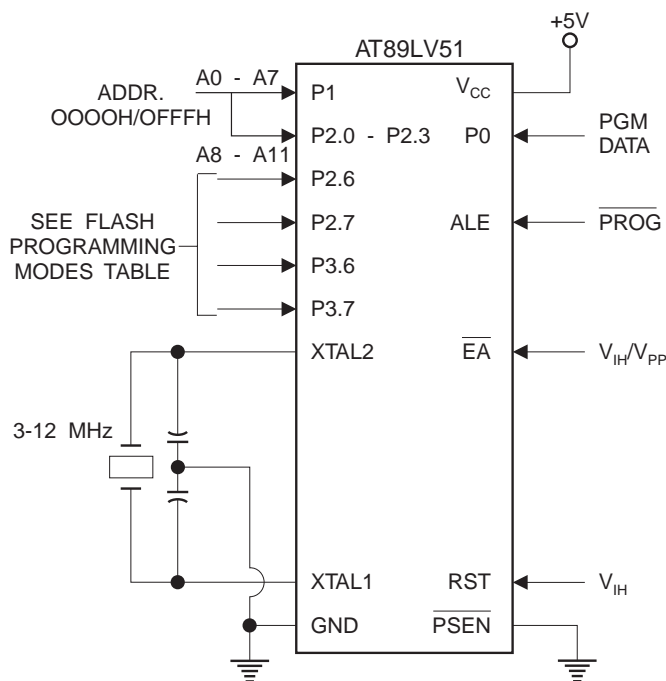 +5V
AT89LV51
A0 - A7
ADDR.
OOOOH/OFFFH
P1
VCC
P2.0 - P2.3
P0
PGM
DATA
A8 - A11
P2.6
SEE FLASH
PROGRAMMING
MODES TABLE
P2.7
ALE
PROG
P3.6
P3.7
XTAL2
EA
VIH/VPP
3-12 MHz
XTAL1
RST
VIH
GND
PSEN